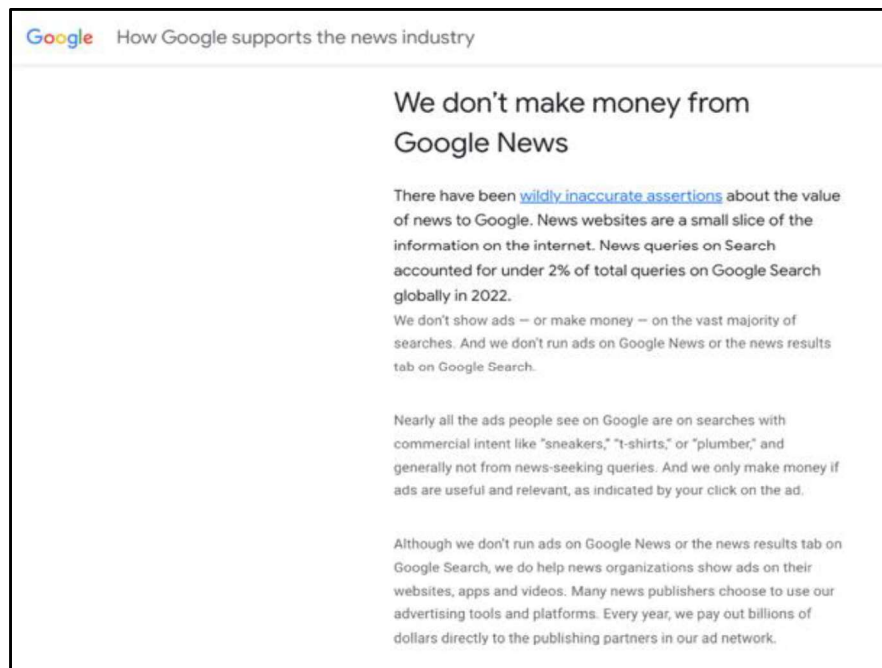 Google How Google supports the news industry
We don't make money from
Google News
There have been wildly inaccurate assertions about the value
of news to Google. News websites are a small slice of the
information on the internet. News queries on Search
accounted for under 2% of total queries on Google Search
globally in 2022.
We don't show ads — or make money — on the vast majority of
searches. And we don't run ads on Google News or the news results
tab on Google Search.
Nearly all the ads people see on Google are on searches with
commercial intent like "sneakers," "t-shirts," or "plumber," and
generally not from news-seeking queries. And we only make money if
ads are useful and relevant, as indicated by your click on the ad.
Although we don't run ads on Google News or the news results tab on
Google Search, we do help news organizations show ads on their
websites, apps and videos. Many news publishers choose to use our
advertising tools and platforms. Every year, we pay out billions of
dollars directly to the publishing partners in our ad network.